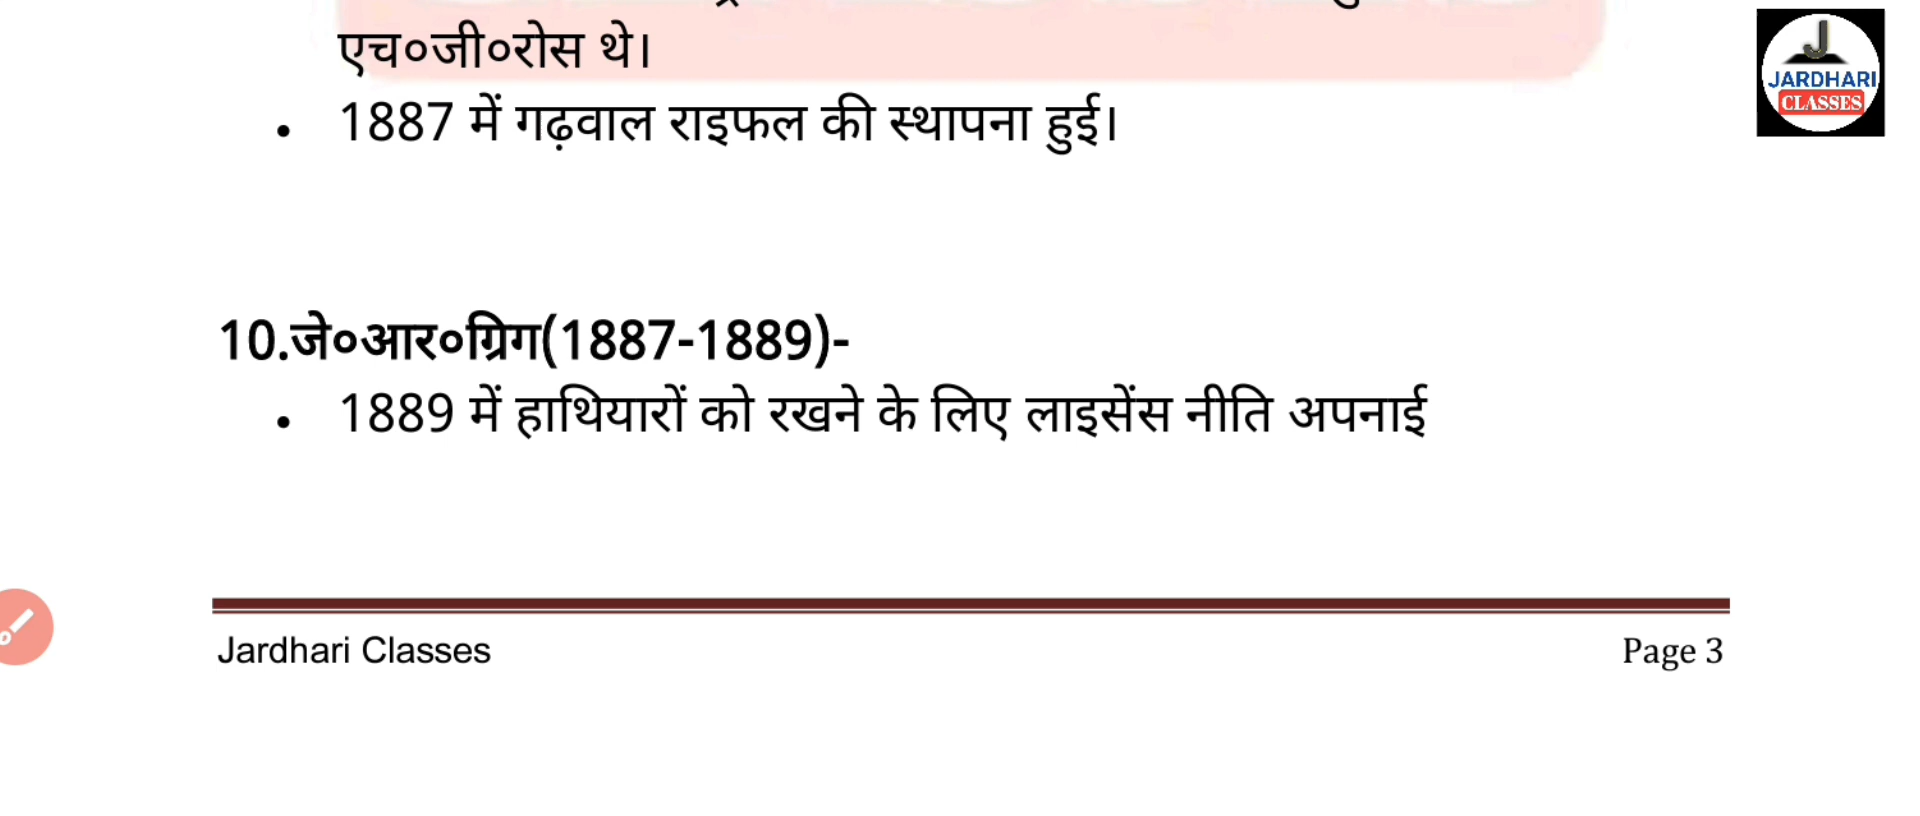 एच०जी०रोस थे।
J
JARDHARI
CLASSES
• 1887 में गढ़वाल राइफल की स्थापना हुई।
10.जे०आर०ग्रिग(1887-1889)-
• 1889 में हाथियारों को रखने के लिए लाइसेंस नीति अपनाई
Jardhari Classes Page 3